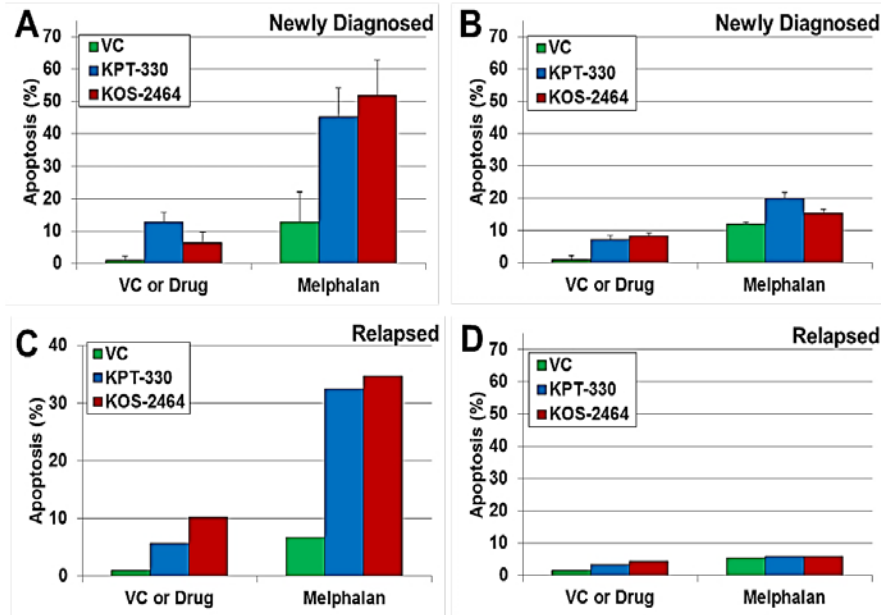 A
Newly Diagnosed
VC
KPT-330
KOS-2464
Apoptosis (%)
70
60
50
40
30
20
10
0
VC or Drug
Melphalan
B
Newly Diagnosed
VC
KPT-330
KOS-2464
Apoptosis (%)
70
60
50
40
30
20
10
0
VC or Drug
Melphalan
C
Relapsed
VC
KPT-330
KOS-2464
Apoptosis (%)
40
30
20
10
0
VC or Drug
Melphalan
D
Relapsed
VC
KPT-330
KOS-2464
Apoptosis (%)
70
60
50
40
30
20
10
0
VC or Drug
Melphalan